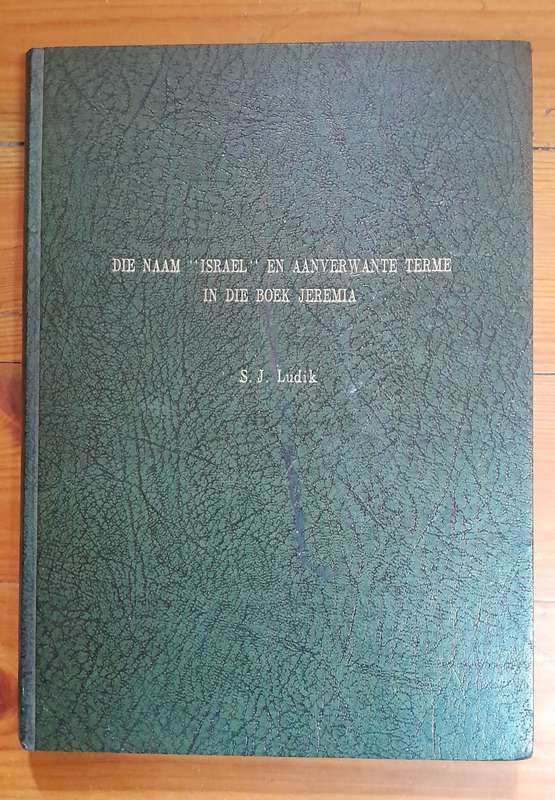 DIE NAAM "ISRAEL" EN AANVERWANTE TERME
IN DIE BOEK JEREMIA
S. J. Ludik